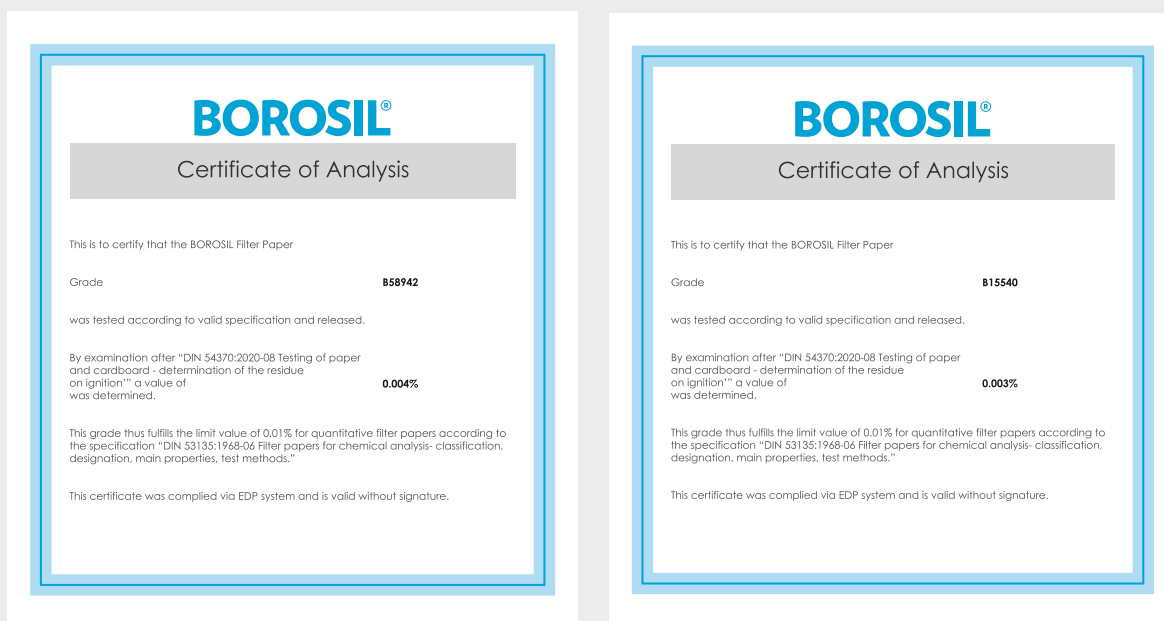 BOROSIL®
Certificate of Analysis
This is to certify that the BOROSIL Filter Paper
Grade B58942
was tested according to valid specification and released.
By examination after “DIN 54370:2020-08 Testing of paper
and cardboard - determination of the residue
on ignition’” a value of 0.004%
was determined.
This grade thus fulfills the limit value of 0.01% for quantitative filter papers according to
the specification “DIN 53135:1968-06 Filter papers for chemical analysis- classification,
designation, main properties, test methods.”
This certificate was complied via EDP system and is valid without signature.
BOROSIL®
Certificate of Analysis
This is to certify that the BOROSIL Filter Paper
Grade B15540
was tested according to valid specification and released.
By examination after “DIN 54370:2020-08 Testing of paper
and cardboard - determination of the residue
on ignition’” a value of 0.003%
was determined.
This grade thus fulfills the limit value of 0.01% for quantitative filter papers according to
the specification “DIN 53135:1968-06 Filter papers for chemical analysis- classification,
designation, main properties, test methods.”
This certificate was complied via EDP system and is valid without signature.